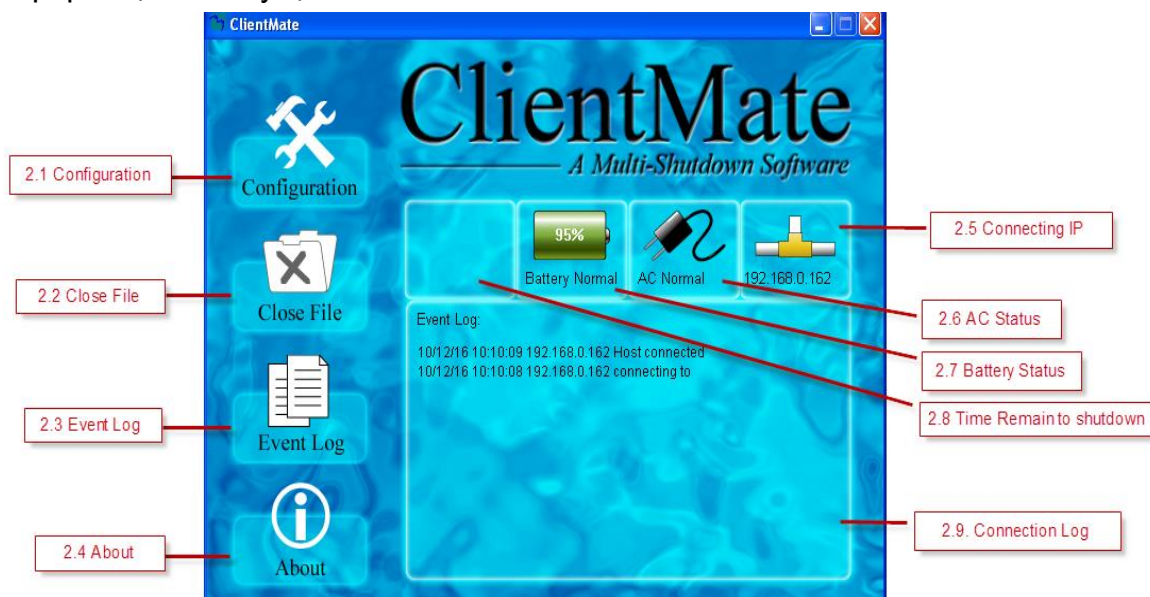 ClientMate
ClientMate
A Multi-Shutdown Software
2.1 Configuration
Configuration
95%
Battery Normal
AC Normal
192.168.0.162
2.5 Connecting IP
2.2 Close File
Close File
2.6 AC Status
Event Log:
10/12/16 10:10:09 192.168.0.162 Host connected
10/12/16 10:10:08 192.168.0.162 connecting to
2.7 Battery Status
2.3 Event Log
Event Log
2.8 Time Remain to shutdown
2.4 About
About
2.9. Connection Log